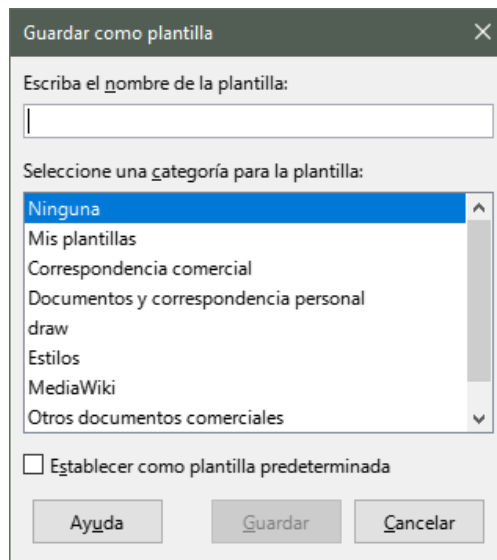 Guardar como plantilla
Escriba el nombre de la plantilla:
Seleccione una categoría para la plantilla:
Ninguna
Mis plantillas
Correspondencia comercial
Documentos y correspondencia personal
draw
Estilos
MediaWiki
Otros documentos comerciales
Establecer como plantilla predeterminada
Ayuda Guardar Cancelar